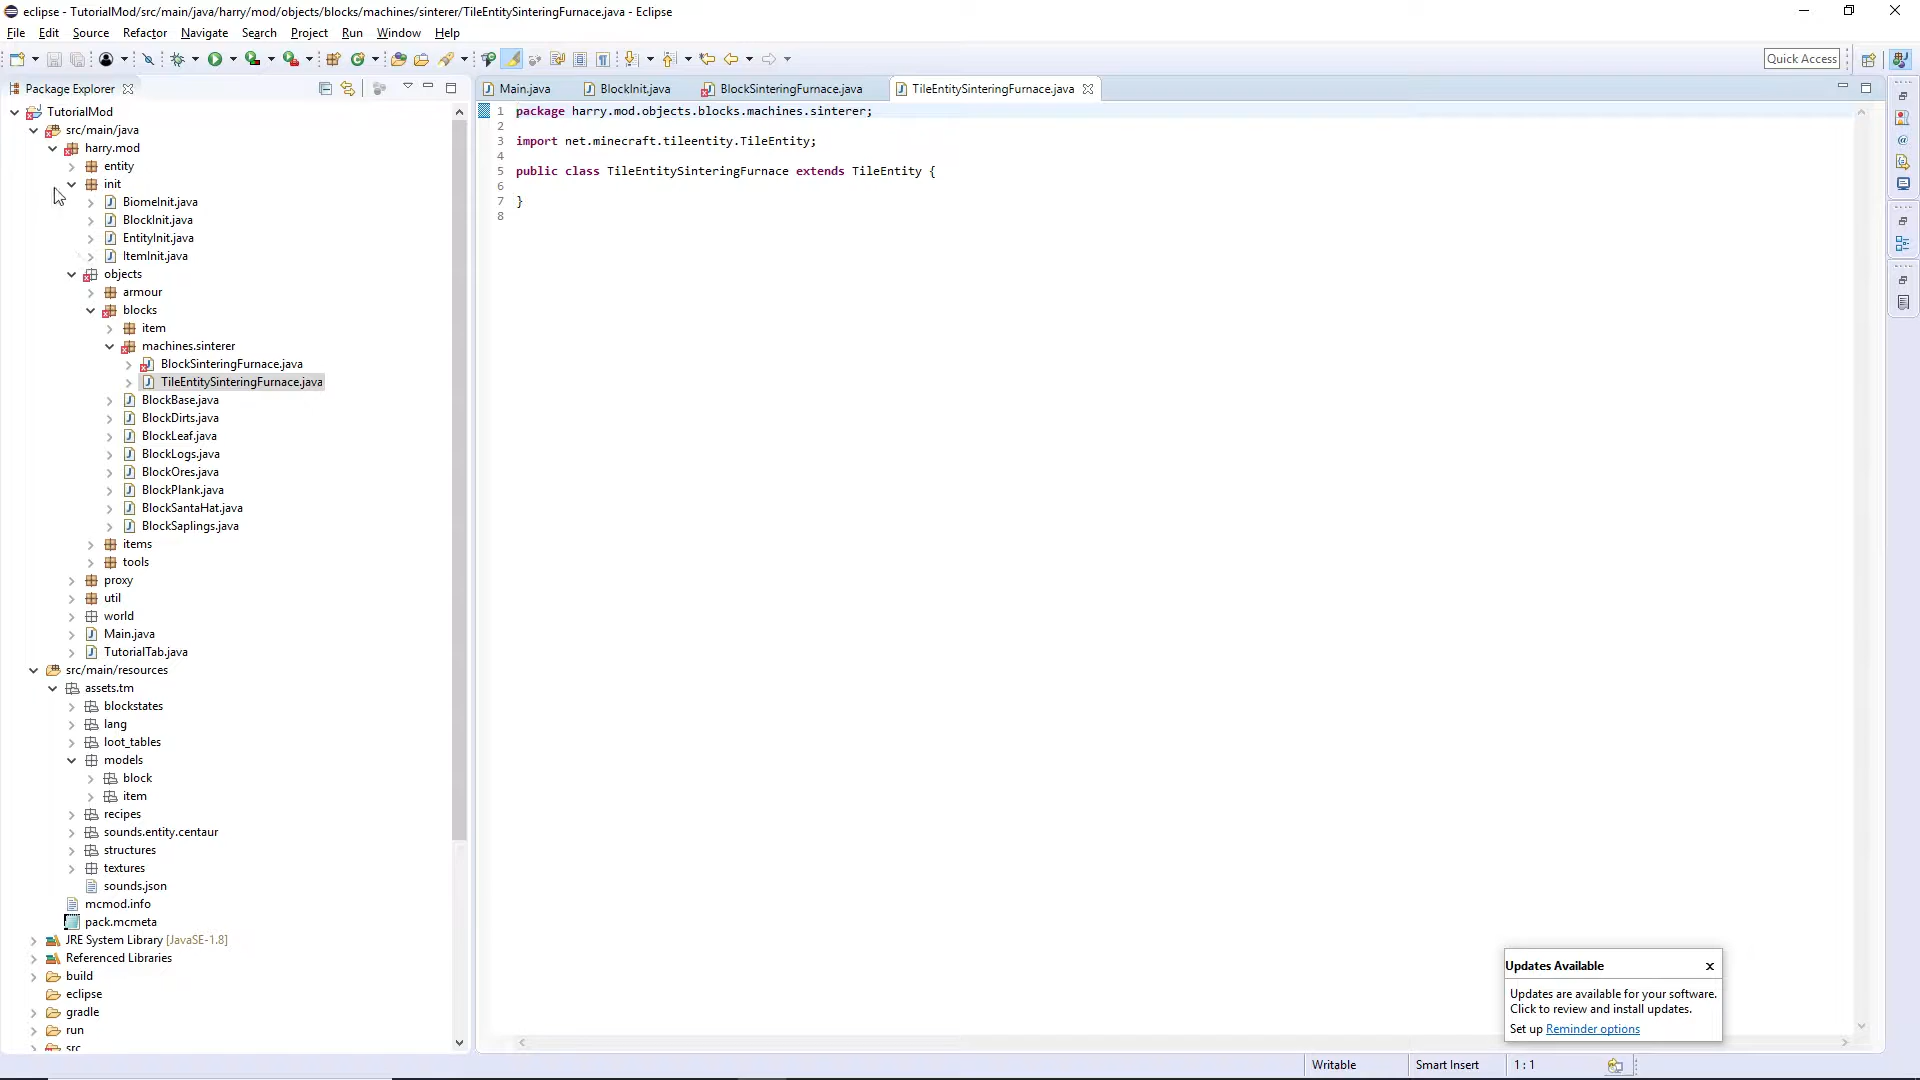 eclipse - TutorialMod/src/main/java/harry/mod/objects/blocks/machines/sinterer/TileEntitySinteringFurnace.java - Eclipse
File Edit Source Refactor Navigate Search Project Run Window Help
Quick Access
Package Explorer
Main.java BlockInit.java BlockSinteringFurnace.java TileEntitySinteringFurnace.java
TutorialMod
src/main/java
harry.mod
entity
init
BiomeInit.java
BlockInit.java
EntityInit.java
ItemInit.java
objects
armour
blocks
item
machines.sinterer
BlockSinteringFurnace.java
TileEntitySinteringFurnace.java
BlockBase.java
BlockDirts.java
BlockLeaf.java
BlockLogs.java
BlockOres.java
BlockPlank.java
BlockSantaHat.java
BlockSaplings.java
items
tools
proxy
util
world
Main.java
TutorialTab.java
src/main/resources
assets.tm
blockstates
lang
loot_tables
models
block
item
recipes
sounds.entity.centaur
structures
textures
sounds.json
mcmod.info
pack.mcmeta
JRE System Library [JavaSE-1.8]
Referenced Libraries
build
eclipse
gradle
run
src
1 package harry.mod.objects.blocks.machines.sinterer;
2
3 import net.minecraft.tileentity.TileEntity;
4
5 public class TileEntitySinteringFurnace extends TileEntity {
6
7 }
8
Updates Available x
Updates are available for your software.
Click to review and install updates.
Set up Reminder options
Writable Smart Insert 1 : 1